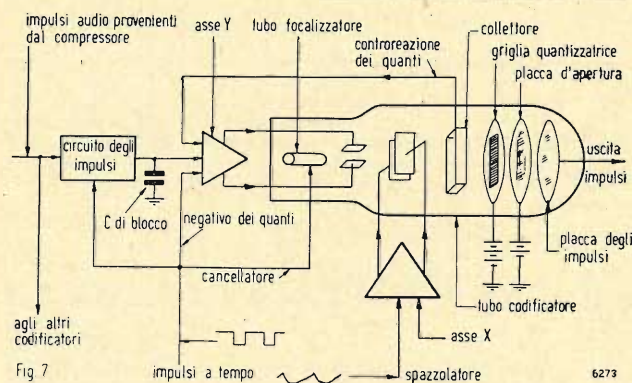 impulsi audio provenienti
dal compressore
asse Y
tubo focalizzatore
controreazione
dei quanti
collettore
griglia quantizzatrice
placca d'apertura
circuito degli
impulsi
uscita
impulsi
C di blocco
negativo dei quanti
cancellatore
placca degli
impulsi
tubo codificatore
agli altri
codificatori
asse X
Fig 7
impulsi a tempo
spazzolatore
6273